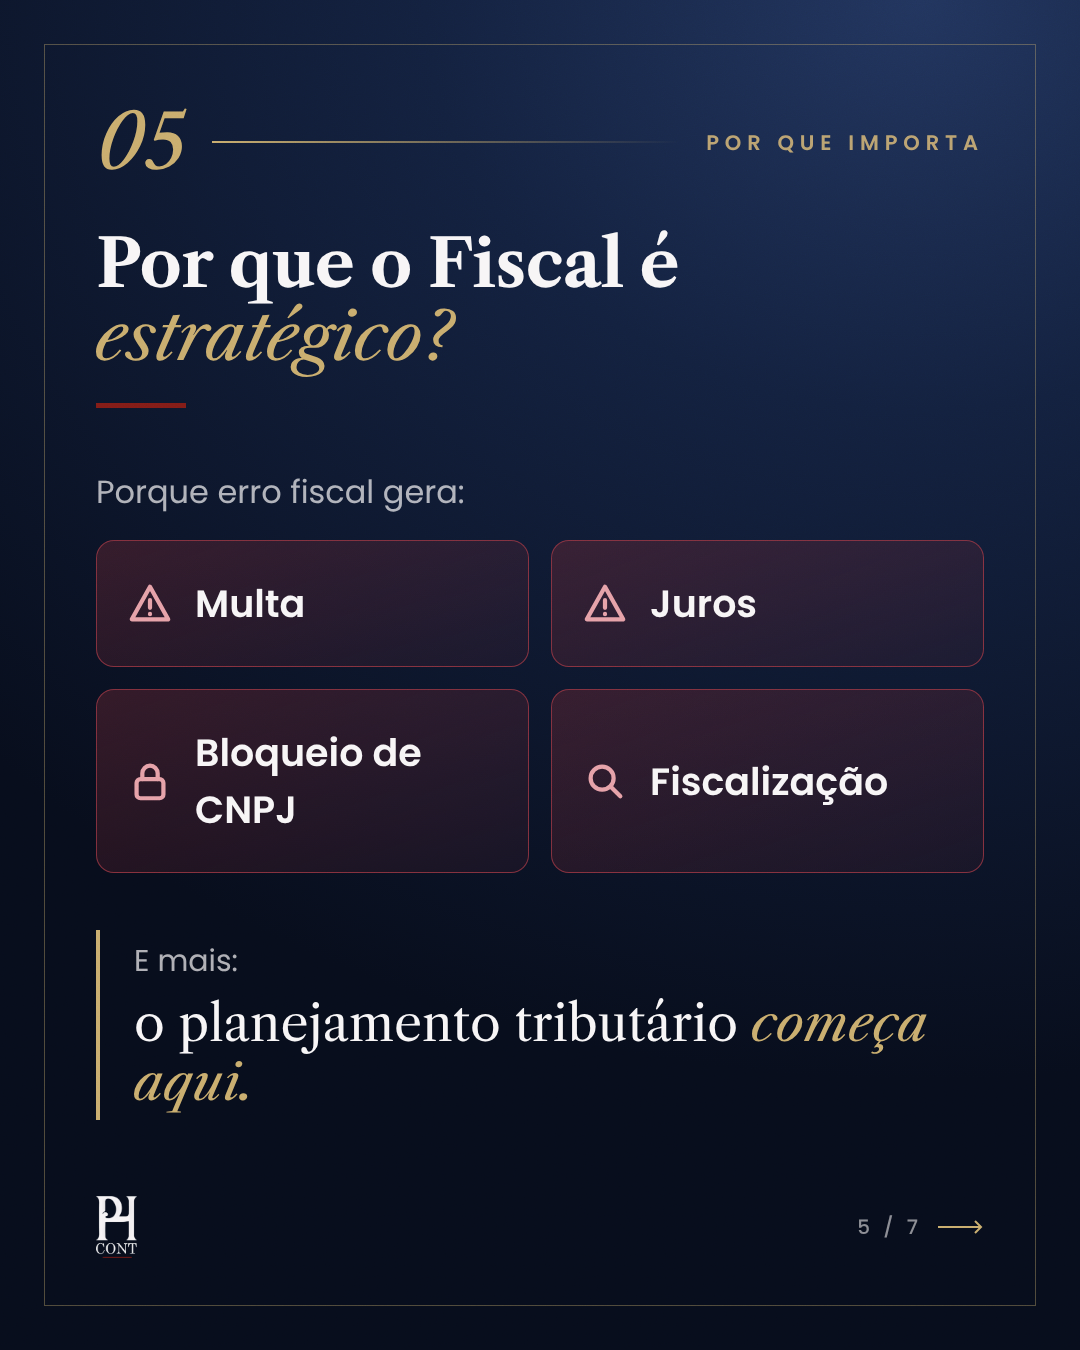 05
POR QUE IMPORTA
Por que o Fiscal é
estratégico?
Porque erro fiscal gera:
Multa
Juros
Bloqueio de
CNPJ
Fiscalização
E mais:
o planejamento tributário começa
aqui.
PH
CONT
5 / 7